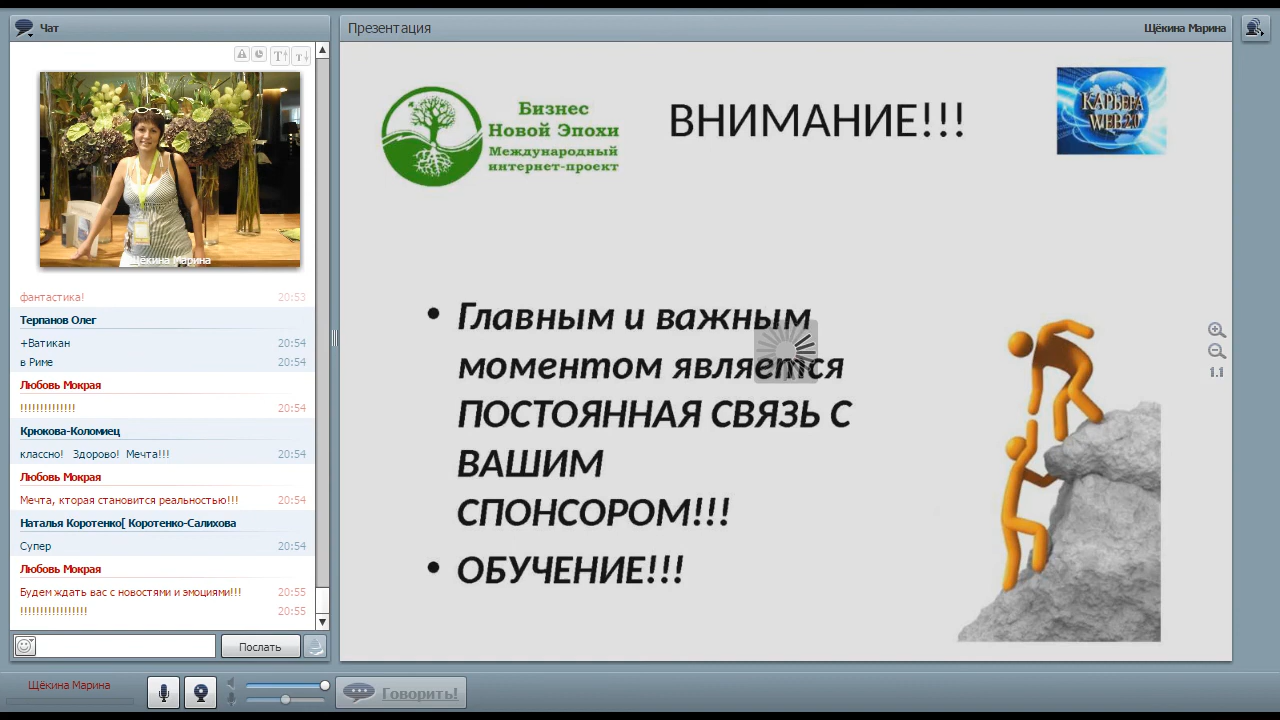 Чат
Щёкина Марина
фантастика! 20:53
Терпанов Олег
+Ватикан 20:54
в Риме 20:54
Любовь Мокрая
!!!!!!!!!!!!!! 20:54
Крюкова-Коломиец
классно! Здорово! Мечта!!! 20:54
Любовь Мокрая
Мечта, кторая становится реальностью!!! 20:54
Наталья Коротенко[ Коротенко-Салихова
Супер 20:54
Любовь Мокрая
Будем ждать вас с новостями и эмоциями!!! 20:55
!!!!!!!!!!!!!!!!! 20:55
Послать
Презентация
Щёкина Марина
Бизнес
Новой Эпохи
Международный
интернет-проект
ВНИМАНИЕ!!!
КАРЬЕРА
WEB 2.0
• Главным и важным
моментом является
ПОСТОЯННАЯ СВЯЗЬ С
ВАШИМ
СПОНСОРОМ!!!
• ОБУЧЕНИЕ!!!
1.1
Щёкина Марина
Говорить!